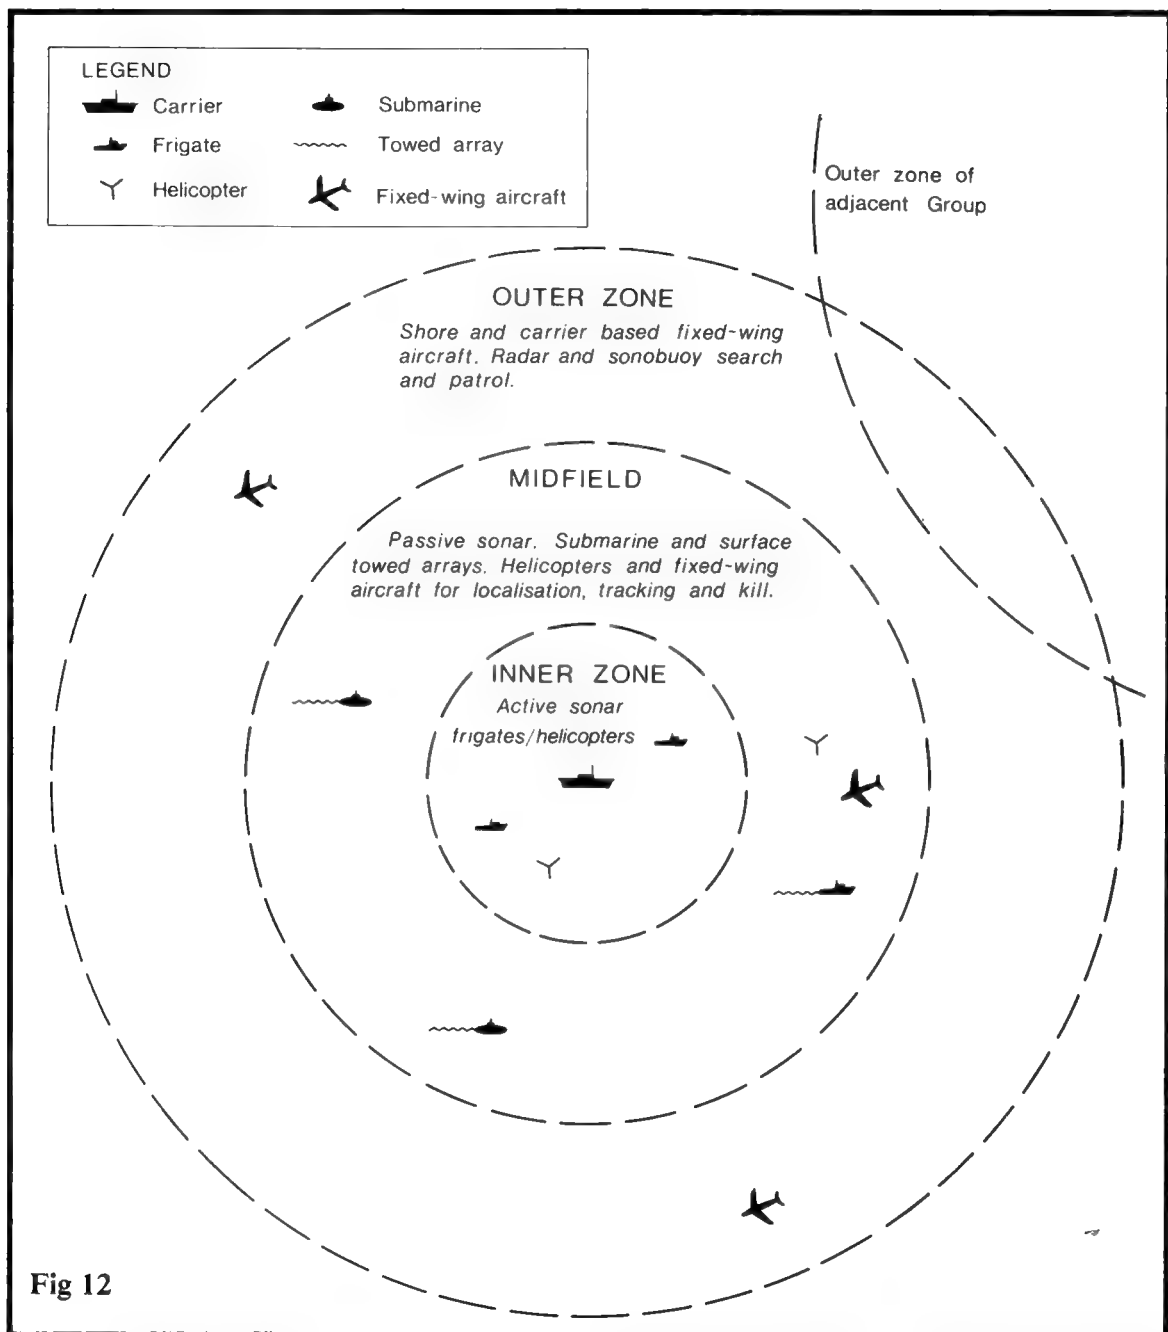 LEGEND
Carrier
Submarine
Frigate
Towed array
Helicopter
Fixed-wing aircraft
Outer zone of
adjacent Group
OUTER ZONE
Shore and carrier based fixed-wing
aircraft. Radar and sonobuoy search
and patrol.
MIDFIELD
Passive sonar. Submarine and surface
towed arrays. Helicopters and fixed-wing
aircraft for localisation, tracking and kill.
INNER ZONE
Active sonar
frigates/helicopters
Fig 12